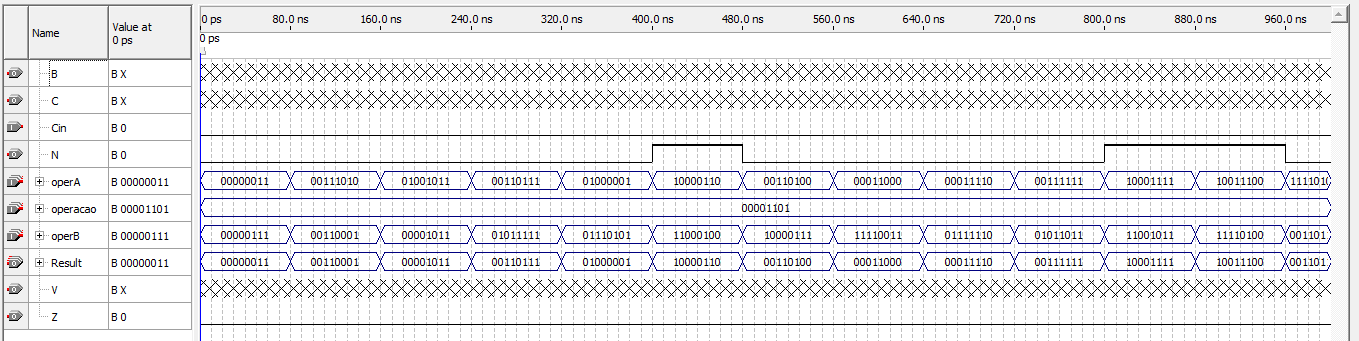 Name Value at 0 ps 0 ps 80.0 ns 160.0 ns 240.0 ns 320.0 ns 400.0 ns 480.0 ns 560.0 ns 640.0 ns 720.0 ns 800.0 ns 880.0 ns 960.0 ns
0 ps
B B X
C B X
Cin B 0
N B 0
operA B 00000011 00000011 00111010 01001011 00110111 01000001 10000110 00110100 00011000 00011110 00111111 10001111 10011100 1111010
operacao B 00001101 00001101
operB B 00000111 00000111 00110001 00001011 01011111 01110101 11000100 10000111 11110011 01111110 01011011 11001011 11110100 001101
Result B 00000011 00000011 00110001 00001011 00110111 01000001 10000110 00110100 00011000 00011110 00111111 10001111 10011100 001101
V B X
Z B 0